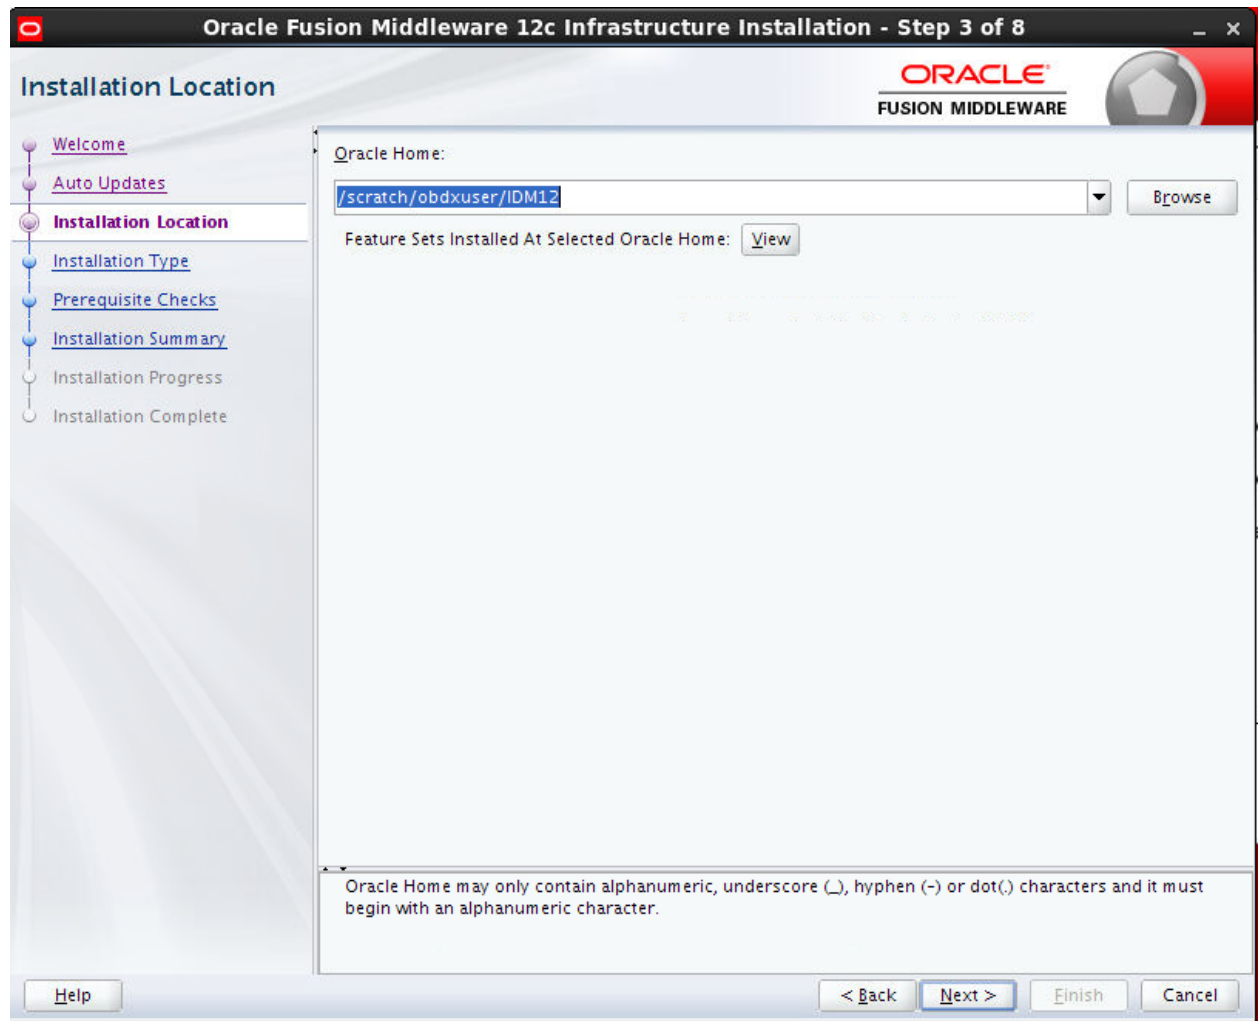 Oracle Fusion Middleware 12c Infrastructure Installation - Step 3 of 8
Installation Location
ORACLE
FUSION MIDDLEWARE
Welcome
Auto Updates
Installation Location
Installation Type
Prerequisite Checks
Installation Summary
Installation Progress
Installation Complete
Oracle Home:
/scratch/obdxuser/IDM12
Browse
Feature Sets Installed At Selected Oracle Home: View
Oracle Home may only contain alphanumeric, underscore (_), hyphen (-) or dot(.) characters and it must
begin with an alphanumeric character.
Help
< Back
Next >
Finish
Cancel